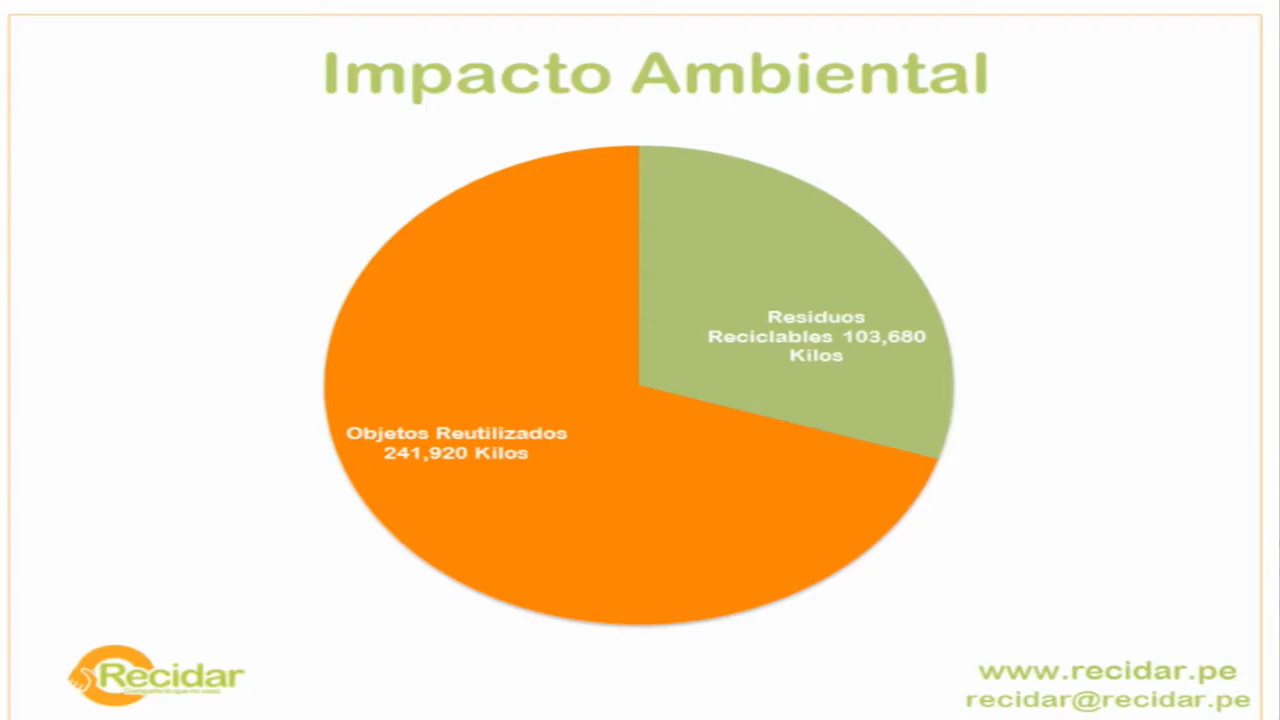 Impacto Ambiental
Residuos
Reciclables 103,680
Kilos
Objetos Reutilizados
241,920 Kilos
Recidar
www.recidar.pe
recidar@recidar.pe